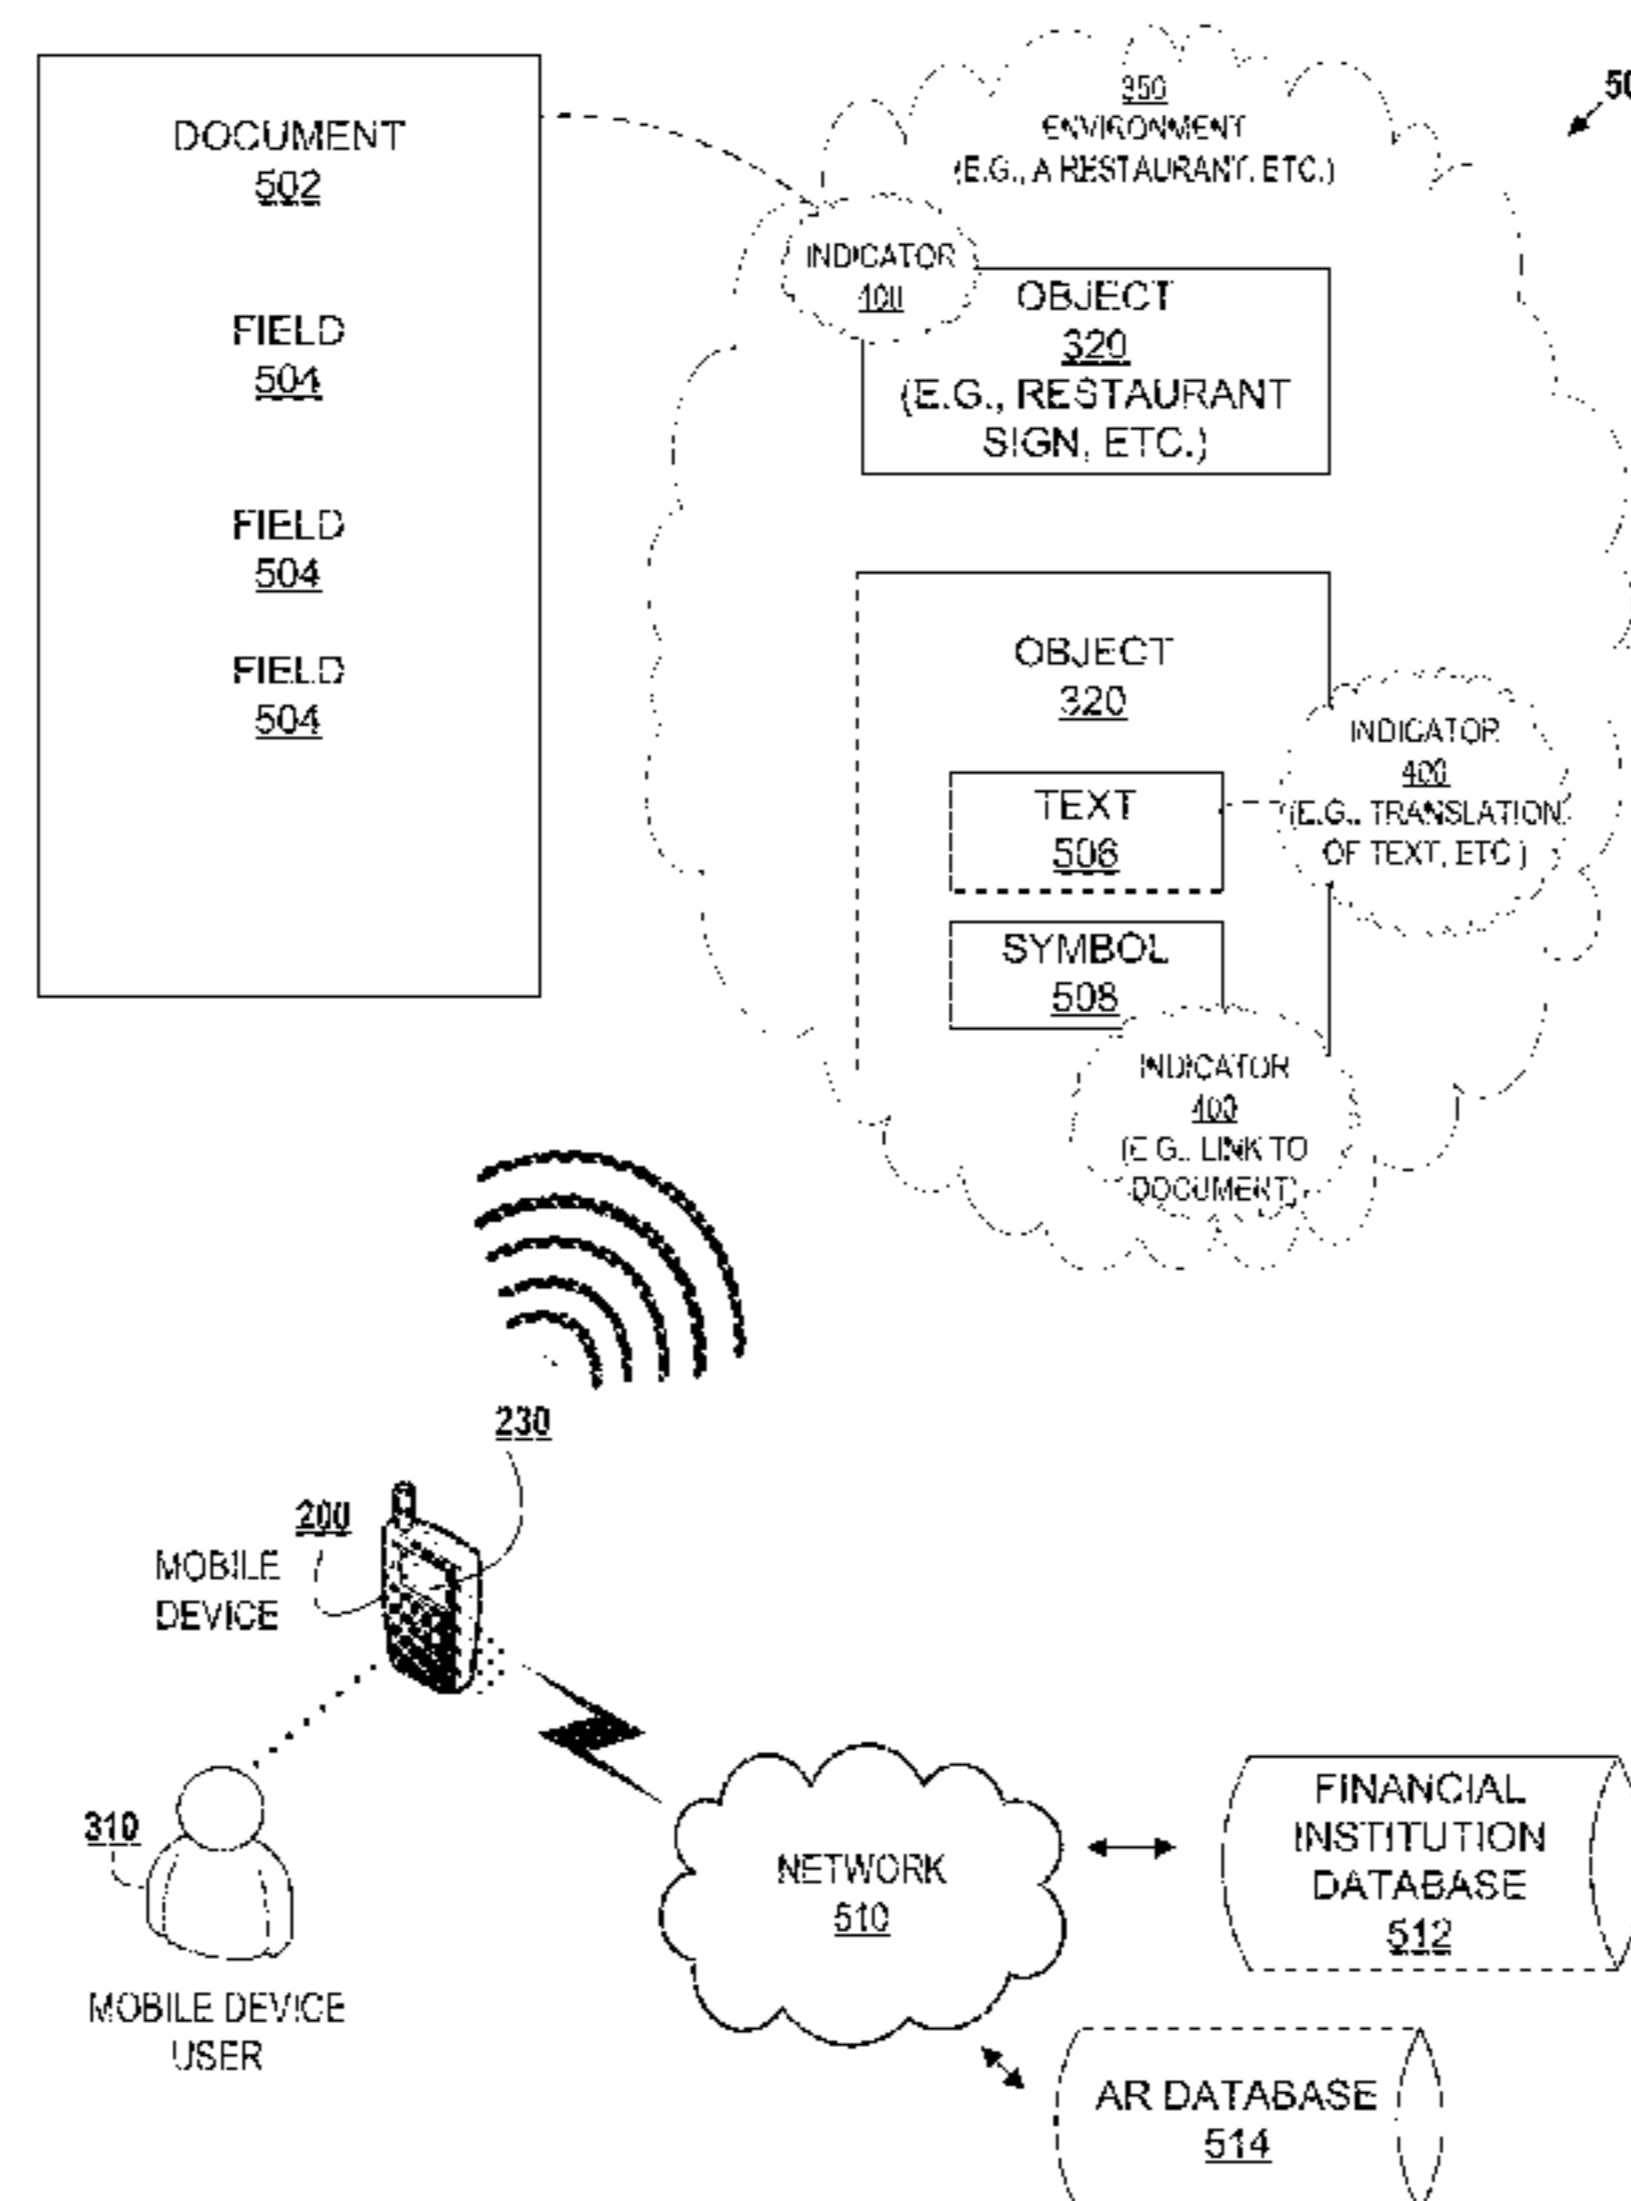 DOCUMENT
502
FIELD
504
FIELD
504
FIELD
504
350
ENVIRONMENT
(E.G., A RESTAURANT, ETC.)
INDICATOR
400
OBJECT
320
(E.G., RESTAURANT
SIGN, ETC.)
OBJECT
320
TEXT
506
INDICATOR
400
(E.G., TRANSLATION
OF TEXT, ETC.)
SYMBOL
508
INDICATOR
400
(E.G., LINK TO
DOCUMENT)
230
200
MOBILE
DEVICE
310
MOBILE DEVICE
USER
NETWORK
510
FINANCIAL
INSTITUTION
DATABASE
512
AR DATABASE
514